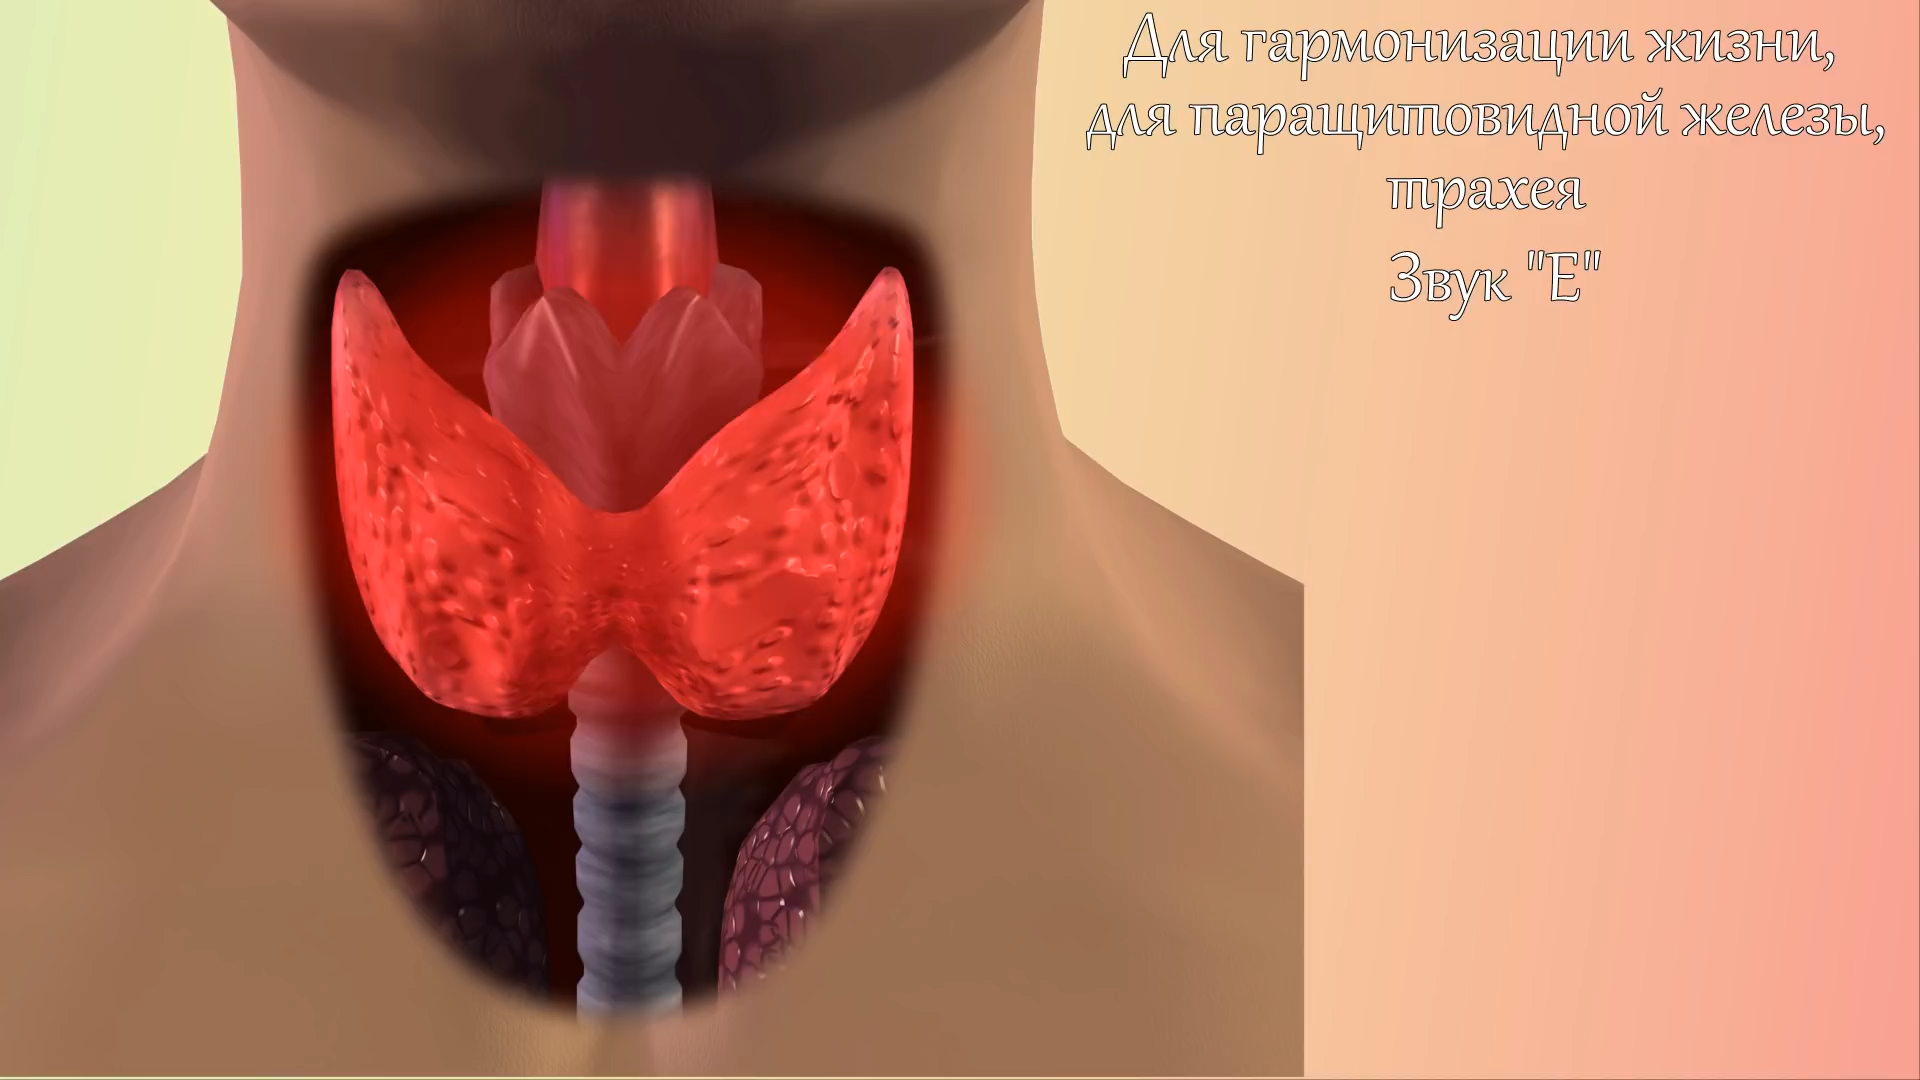 Для гармонизации жизни,
для паращитовидной железы,
трахея
Звук "Е"